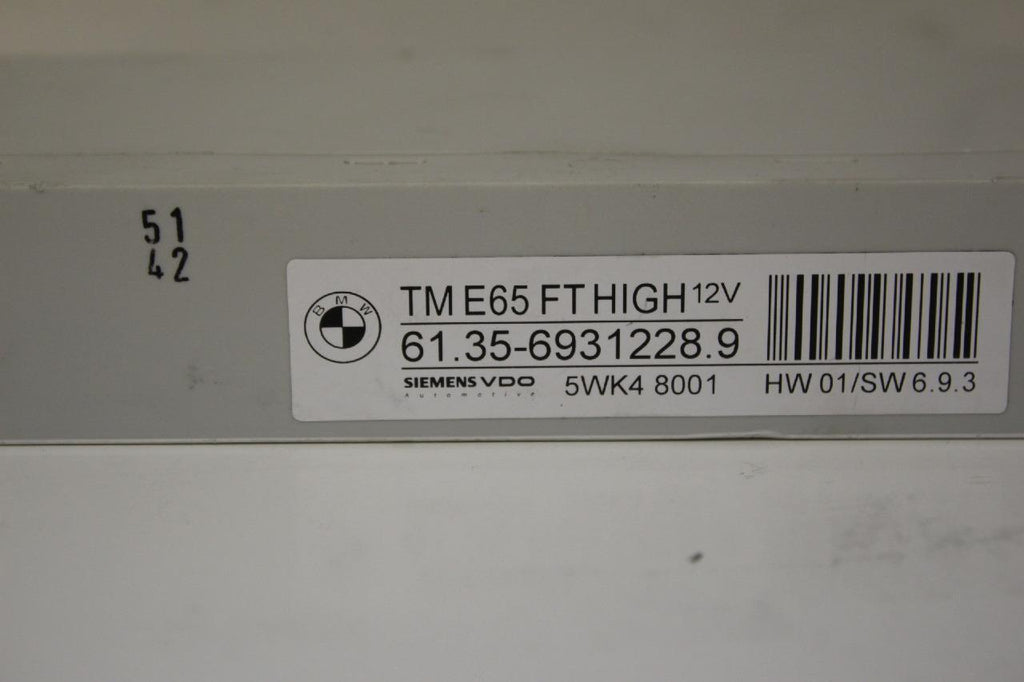 51
42
BMW
TM E65 FT HIGH 12V
61.35-6931228.9
SIEMENS VDO 5WK4 8001 HW 01/SW 6.9.3
Automotive